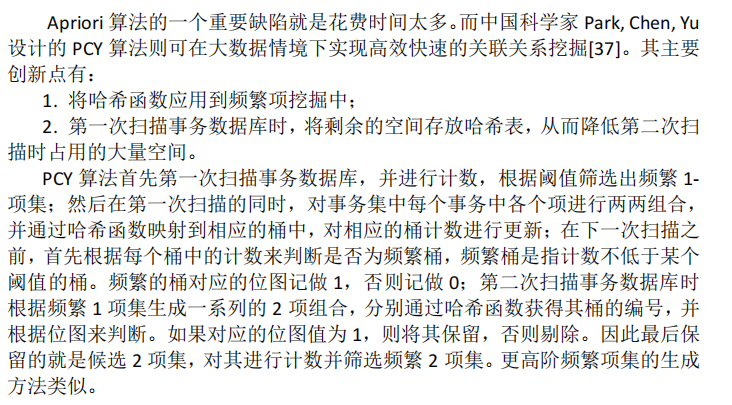 Apriori 算法的一个重要缺陷就是花费时间太多。而中国科学家 Park, Chen, Yu
设计的 PCY 算法则可在大数据情境下实现高效快速的关联关系挖掘[37]。其主要
创新点有：
1. 将哈希函数应用到频繁项挖掘中；
2. 第一次扫描事务数据库时，将剩余的空间存放哈希表，从而降低第二次扫
描时占用的大量空间。
PCY 算法首先第一次扫描事务数据库，并进行计数，根据阈值筛选出频繁 1-
项集；然后在第一次扫描的同时，对事务集中每个事务中各个项进行两两组合，
并通过哈希函数映射到相应的桶中，对相应的桶计数进行更新；在下一次扫描之
前，首先根据每个桶中的计数来判断是否为频繁桶，频繁桶是指计数不低于某个
阈值的桶。频繁的桶对应的位图记做 1，否则记做 0；第二次扫描事务数据库时
根据频繁 1 项集生成一系列的 2 项组合，分别通过哈希函数获得其桶的编号，并
根据位图来判断。如果对应的位图值为 1，则将其保留，否则剔除。因此最后保
留的就是候选 2 项集，对其进行计数并筛选频繁 2 项集。更高阶频繁项集的生成
方法类似。